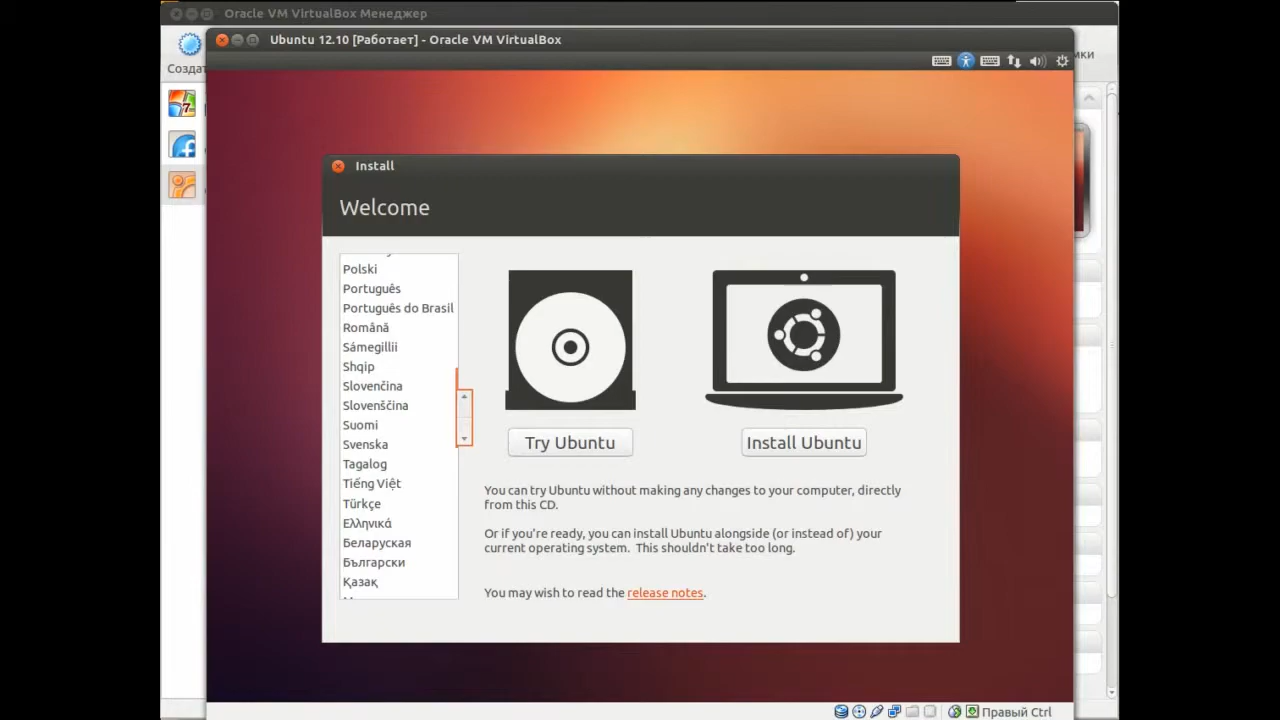 Oracle VM VirtualBox Менеджер
Ubuntu 12.10 [Работает] - Oracle VM VirtualBox
Install
Welcome
Polski
Português
Português do Brasil
Română
Sámegillii
Shqip
Slovenčina
Slovenščina
Suomi
Svenska
Tagalog
Tiếng Việt
Türkçe
Ελληνικά
Беларуская
Български
Қазақ
Try Ubuntu
Install Ubuntu
You can try Ubuntu without making any changes to your computer, directly
from this CD.
Or if you're ready, you can install Ubuntu alongside (or instead of) your
current operating system. This shouldn't take too long.
You may wish to read the release notes.
Правый Ctrl